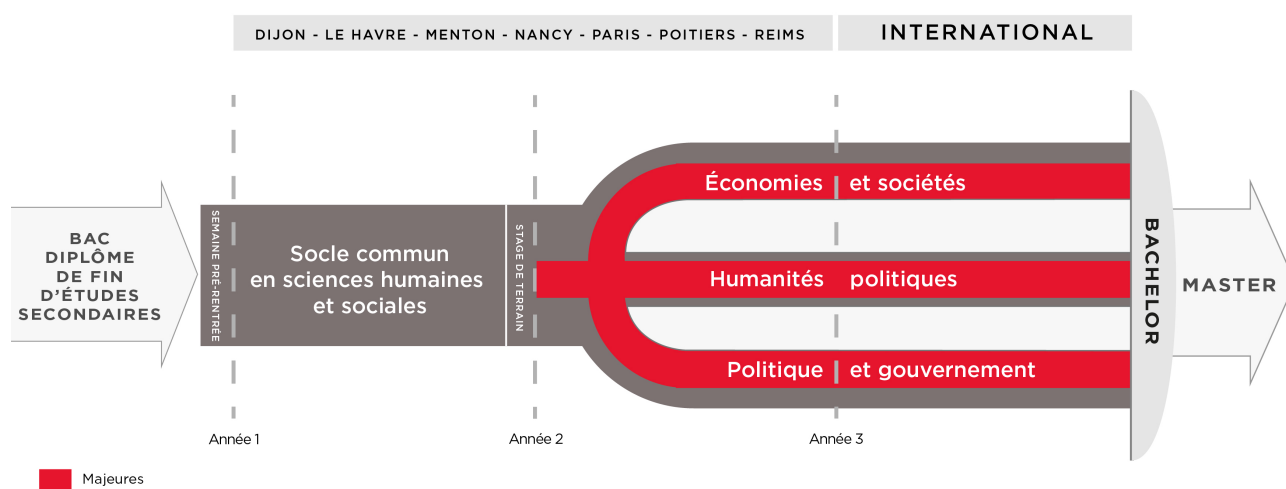 DIJON - LE HAVRE - MENTON - NANCY - PARIS - POITIERS - REIMS
INTERNATIONAL
BAC
DIPLÔME
DE FIN
D'ÉTUDES
SECONDAIRES
SEMAINE PRÉ-RENTRÉE
Socle commun
en sciences humaines
et sociales
STAGE DE TERRAIN
Économies et sociétés
Humanités politiques
Politique et gouvernement
BACHELOR
MASTER
Année 1
Année 2
Année 3
Majeures